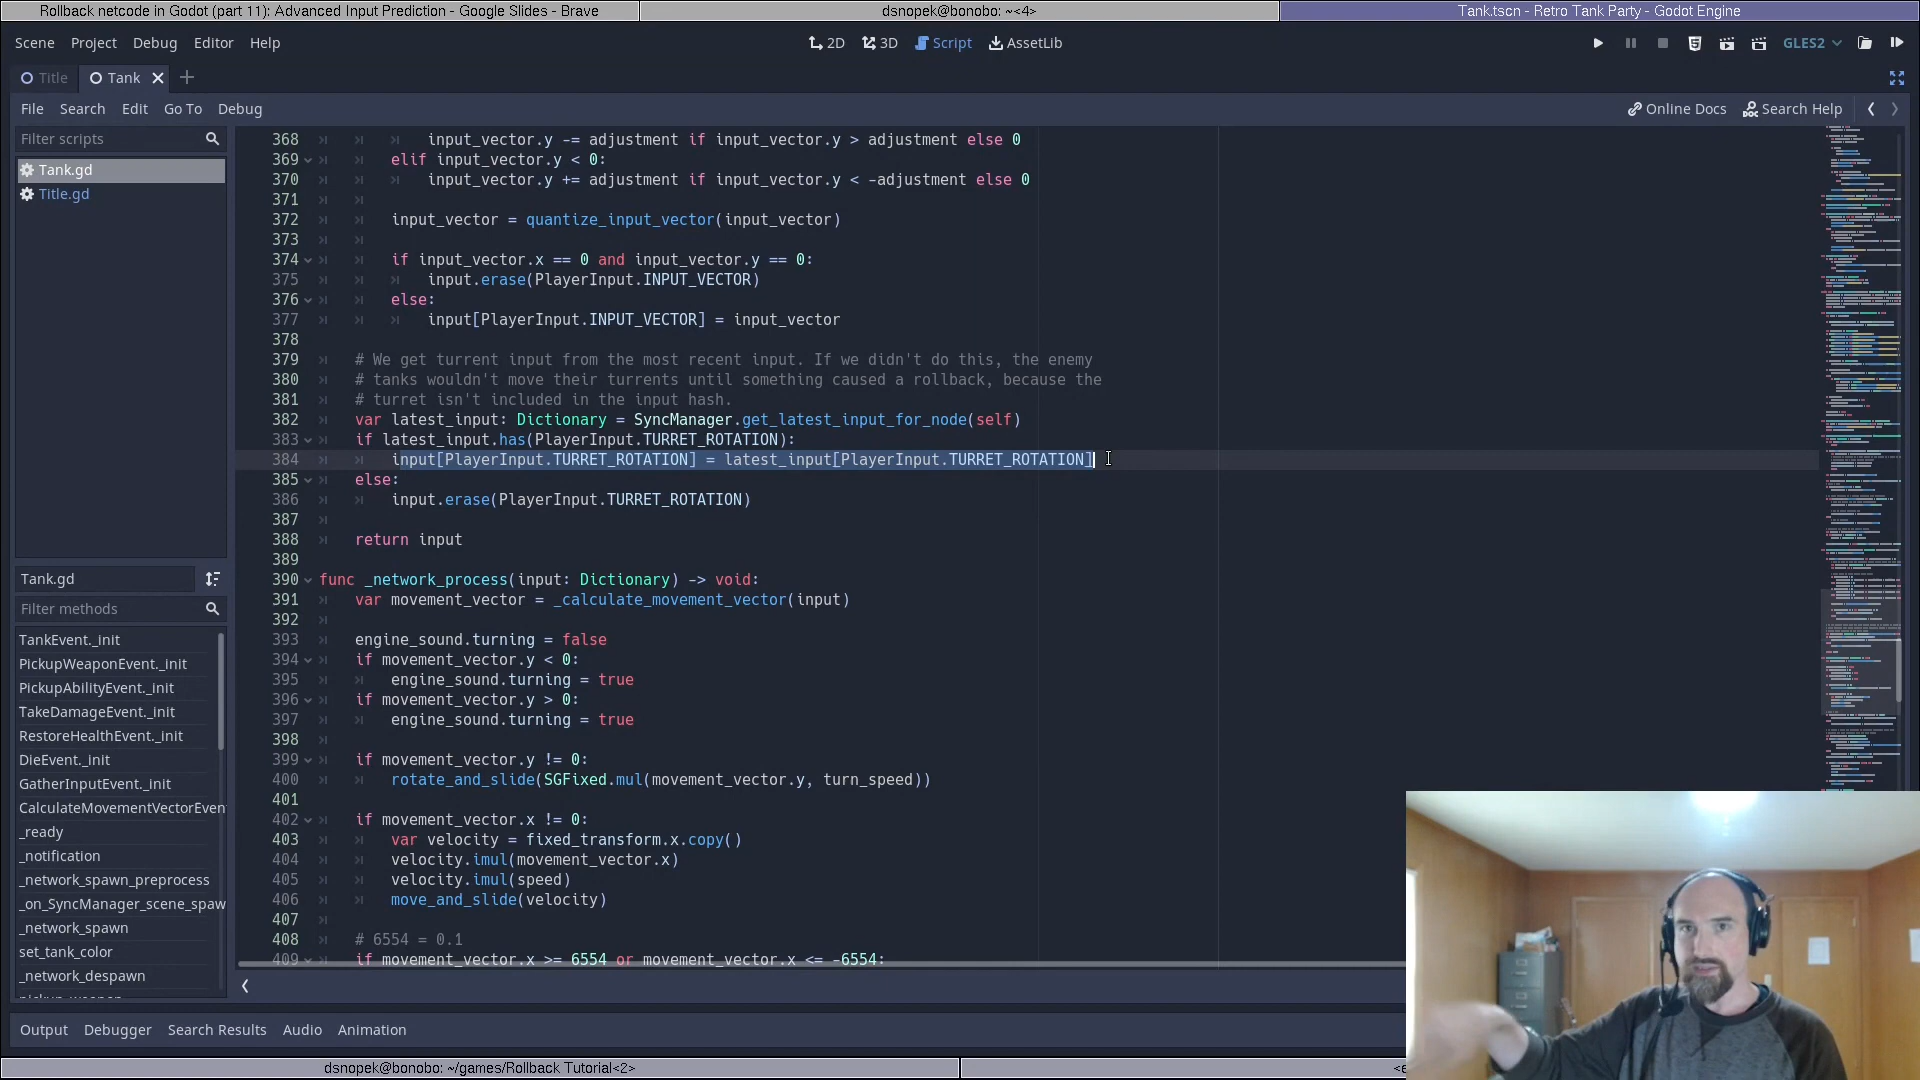 Rollback netcode in Godot (part 11): Advanced Input Prediction - Google Slides - Brave
dsnopek@bonobo: ~<4>
Tank.tscn - Retro Tank Party - Godot Engine
Scene Project Debug Editor Help
2D 3D Script AssetLib
GLES2
Title Tank
File Search Edit Go To Debug
Online Docs Search Help
Filter scripts
Tank.gd
Title.gd
Tank.gd
Filter methods
TankEvent._init
PickupWeaponEvent._init
PickupAbilityEvent._init
TakeDamageEvent._init
RestoreHealthEvent._init
DieEvent._init
GatherInputEvent._init
CalculateMovementVectorEven
_ready
_notification
_network_spawn_preprocess
_on_SyncManager_scene_spaw
_network_spawn
set_tank_color
_network_despawn
368 input_vector.y -= adjustment if input_vector.y > adjustment else 0
369 elif input_vector.y < 0:
370 input_vector.y += adjustment if input_vector.y < -adjustment else 0
371
372 input_vector = quantize_input_vector(input_vector)
373
374 if input_vector.x == 0 and input_vector.y == 0:
375 input.erase(PlayerInput.INPUT_VECTOR)
376 else:
377 input[PlayerInput.INPUT_VECTOR] = input_vector
378
379 # We get turrent input from the most recent input. If we didn't do this, the enemy
380 # tanks wouldn't move their turrents until something caused a rollback, because the
381 # turret isn't included in the input hash.
382 var latest_input: Dictionary = SyncManager.get_latest_input_for_node(self)
383 if latest_input.has(PlayerInput.TURRET_ROTATION):
384 input[PlayerInput.TURRET_ROTATION] = latest_input[PlayerInput.TURRET_ROTATION]
385 else:
386 input.erase(PlayerInput.TURRET_ROTATION)
387
388 return input
389
390 func _network_process(input: Dictionary) -> void:
391 var movement_vector = _calculate_movement_vector(input)
392
393 engine_sound.turning = false
394 if movement_vector.y < 0:
395 engine_sound.turning = true
396 if movement_vector.y > 0:
397 engine_sound.turning = true
398
399 if movement_vector.y != 0:
400 rotate_and_slide(SGFixed.mul(movement_vector.y, turn_speed))
401
402 if movement_vector.x != 0:
403 var velocity = fixed_transform.x.copy()
404 velocity.imul(movement_vector.x)
405 velocity.imul(speed)
406 move_and_slide(velocity)
407
408 # 6554 = 0.1
409 if movement_vector.x >= 6554 or movement_vector.x <= -6554:
Output Debugger Search Results Audio Animation
dsnopek@bonobo: ~/games/Rollback Tutorial<2>
<e